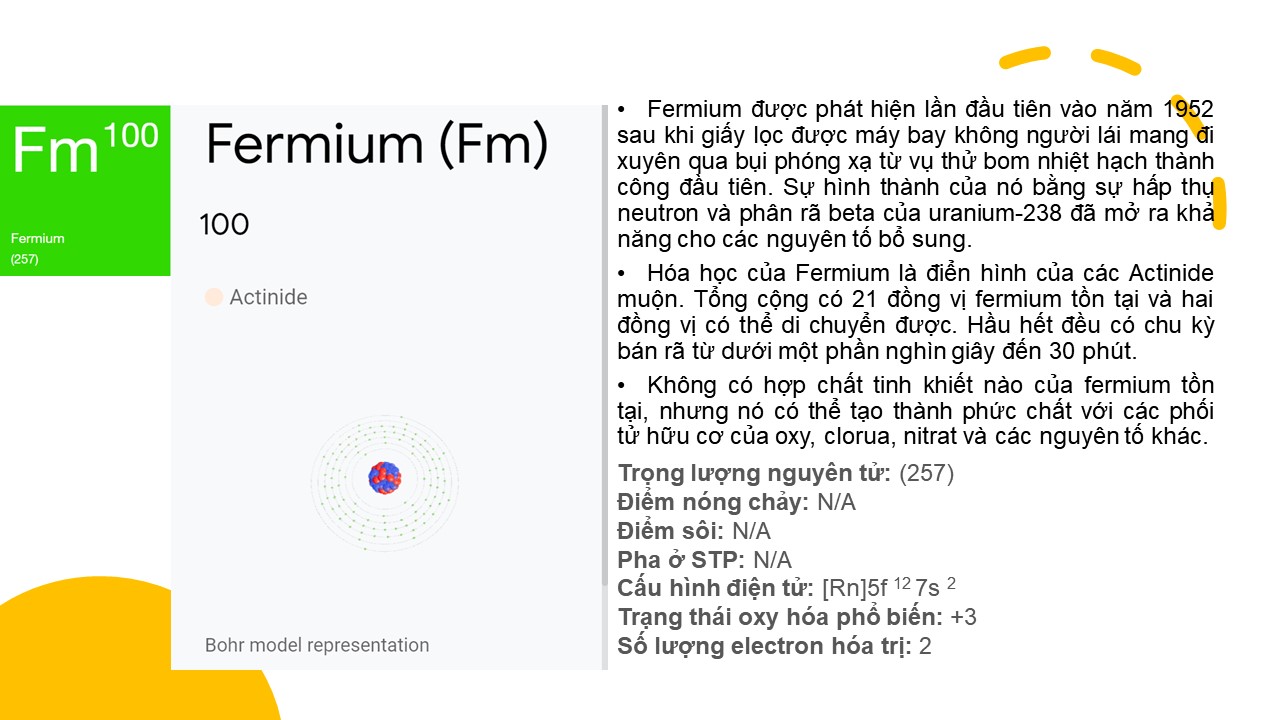 Fm100
Fermium
(257)
Fermium (Fm)
100
Actinide
Bohr model representation
• Fermium được phát hiện lần đầu tiên vào năm 1952
sau khi giấy lọc được máy bay không người lái mang đi
xuyên qua bụi phóng xạ từ vụ thử bom nhiệt hạch thành
công đầu tiên. Sự hình thành của nó bằng sự hấp thụ
neutron và phân rã beta của uranium-238 đã mở ra khả
năng cho các nguyên tố bổ sung.
• Hóa học của Fermium là điển hình của các Actinide
muộn. Tổng cộng có 21 đồng vị fermium tồn tại và hai
đồng vị có thể di chuyển được. Hầu hết đều có chu kỳ
bán rã từ dưới một phần nghìn giây đến 30 phút.
• Không có hợp chất tinh khiết nào của fermium tồn
tại, nhưng nó có thể tạo thành phức chất với các phối
tử hữu cơ của oxy, clorua, nitrat và các nguyên tố khác.
Trọng lượng nguyên tử: (257)
Điểm nóng chảy: N/A
Điểm sôi: N/A
Pha ở STP: N/A
Cấu hình điện tử: [Rn]5f 12 7s 2
Trạng thái oxy hóa phổ biến: +3
Số lượng electron hóa trị: 2